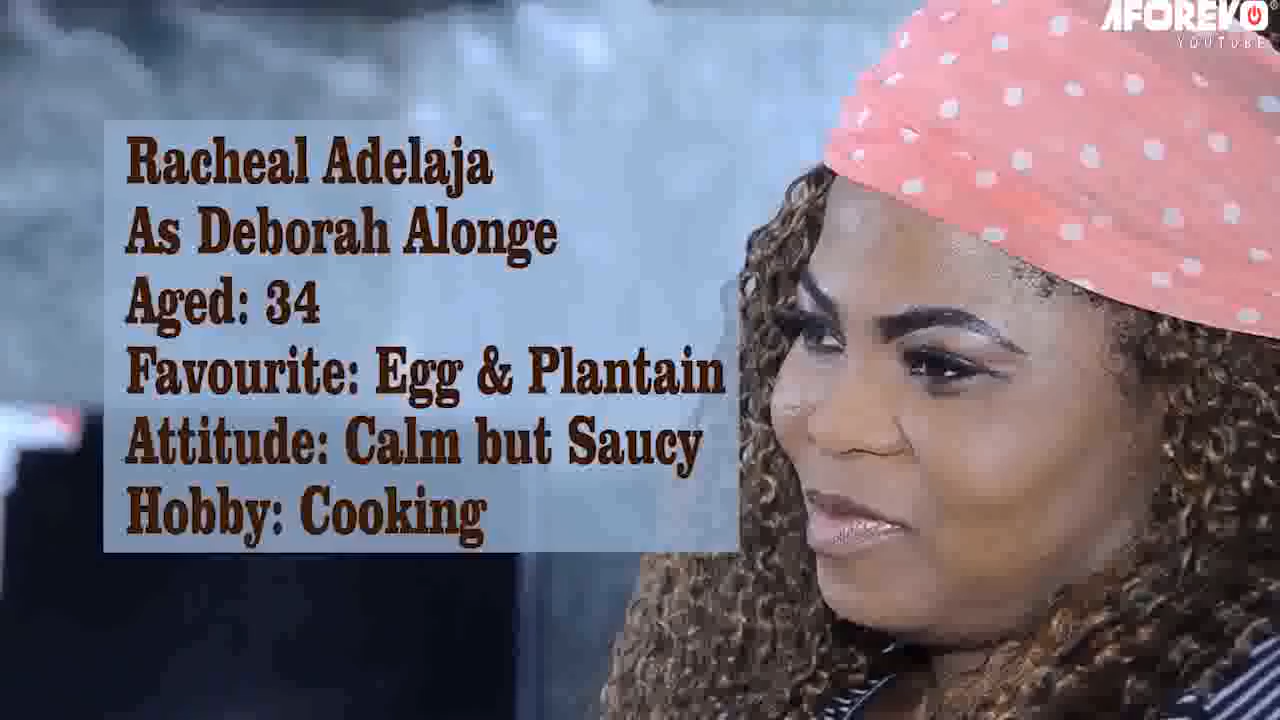 AFOREVO
YOUTUBE
Racheal Adelaja
As Deborah Alonge
Aged: 34
Favourite: Egg & Plantain
Attitude: Calm but Saucy
Hobby: Cooking